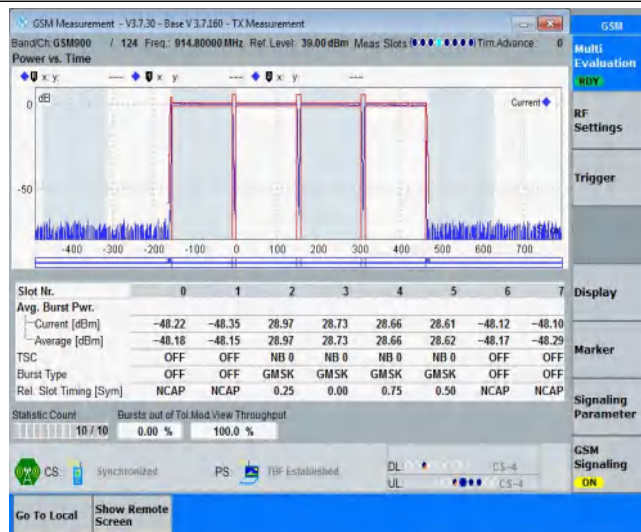 GSM Measurement - V3.7.30 - Base V 3.7.160 - TX Measurement
GSM
Band/Ch: GSM900 / 124 Freq.: 914.80000 MHz Ref. Level: 39.00 dBm Meas Slots: Tim.Advance: 0
Power vs. Time
Multi Evaluation
RDY
x y: --- x y --- x y ---
dB
Current
0
-50
-400 -300 -200 -100 0 100 200 300 400 500 600 700
RF Settings
Trigger
Display
Marker
Signaling Parameter
GSM Signaling
ON
Slot Nr. 0 1 2 3 4 5 6 7
Avg. Burst Pwr.
Current [dBm] -48.22 -48.35 28.97 28.73 28.66 28.61 -48.12 -48.10
Average [dBm] -48.18 -48.15 28.97 28.73 28.66 28.62 -48.17 -48.29
TSC OFF OFF NB 0 NB 0 NB 0 NB 0 OFF OFF
Burst Type OFF OFF GMSK GMSK GMSK GMSK OFF OFF
Rel. Slot Timing [Sym] NCAP NCAP 0.25 0.00 0.75 0.50 NCAP NCAP
Statistic Count Bursts out of Tol. Mod.View Throughput
10 / 10 0.00 % 100.0 %
CS: Synchronized PS: TBF Established DL: CS-4
UL: CS-4
Go To Local Show Remote Screen